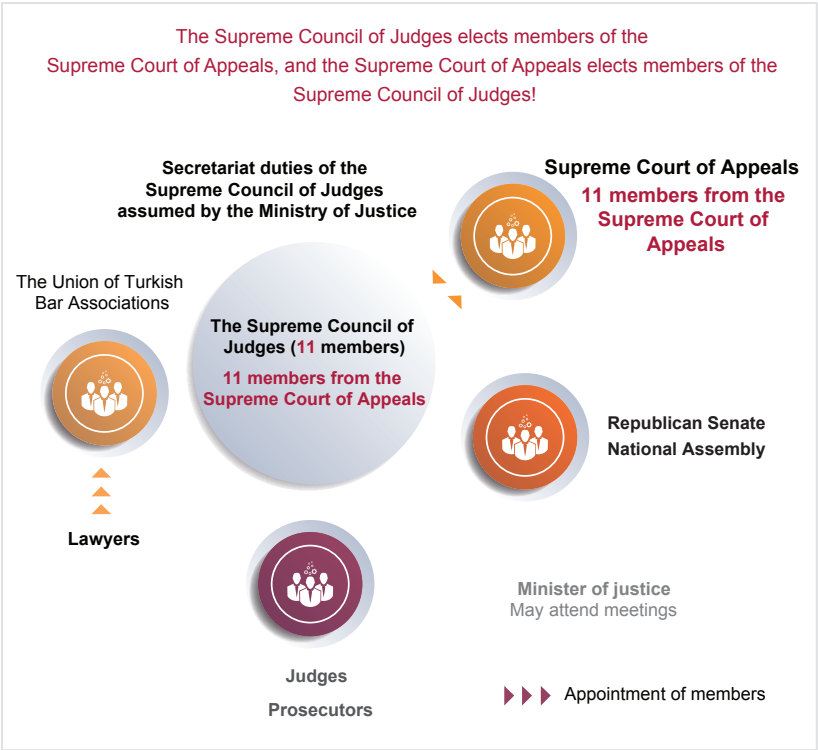 The Supreme Council of Judges elects members of the
Supreme Court of Appeals, and the Supreme Court of Appeals elects members of the
Supreme Council of Judges!
Secretariat duties of the
Supreme Council of Judges
assumed by the Ministry of Justice
Supreme Court of Appeals
11 members from the
Supreme Court of
Appeals
The Union of Turkish
Bar Associations
The Supreme Council of
Judges (11 members)
11 members from the
Supreme Court of Appeals
Republican Senate
National Assembly
Lawyers
Minister of justice
May attend meetings
Judges
Prosecutors
Appointment of members